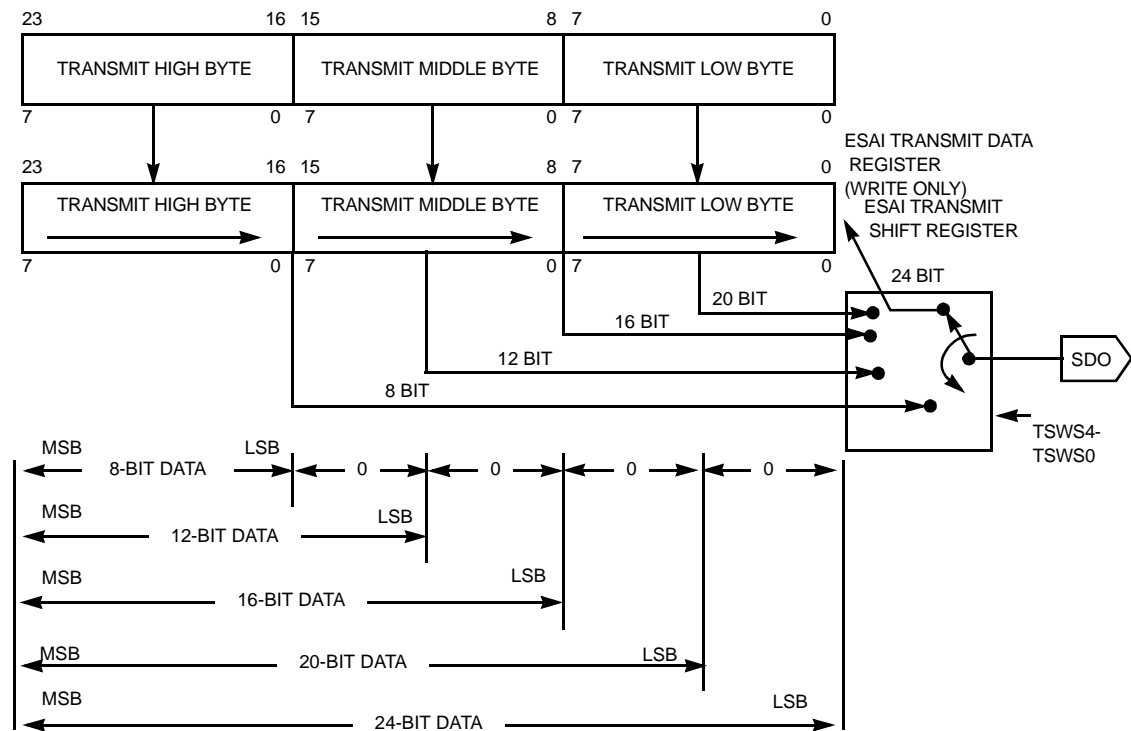 23 16 15 8 7 0
TRANSMIT HIGH BYTE TRANSMIT MIDDLE BYTE TRANSMIT LOW BYTE
7 0 7 0 7 0
ESAI TRANSMIT DATA
REGISTER
(WRITE ONLY)
23 16 15 8 7 0
TRANSMIT HIGH BYTE TRANSMIT MIDDLE BYTE TRANSMIT LOW BYTE
ESAI TRANSMIT
SHIFT REGISTER
7 0 7 0 7 0
24 BIT
20 BIT
16 BIT
12 BIT
8 BIT
SDO
TSWS4-
TSWS0
MSB LSB
8-BIT DATA 0 0 0 0
MSB LSB
12-BIT DATA
MSB LSB
16-BIT DATA
MSB LSB
20-BIT DATA
MSB LSB
24-BIT DATA